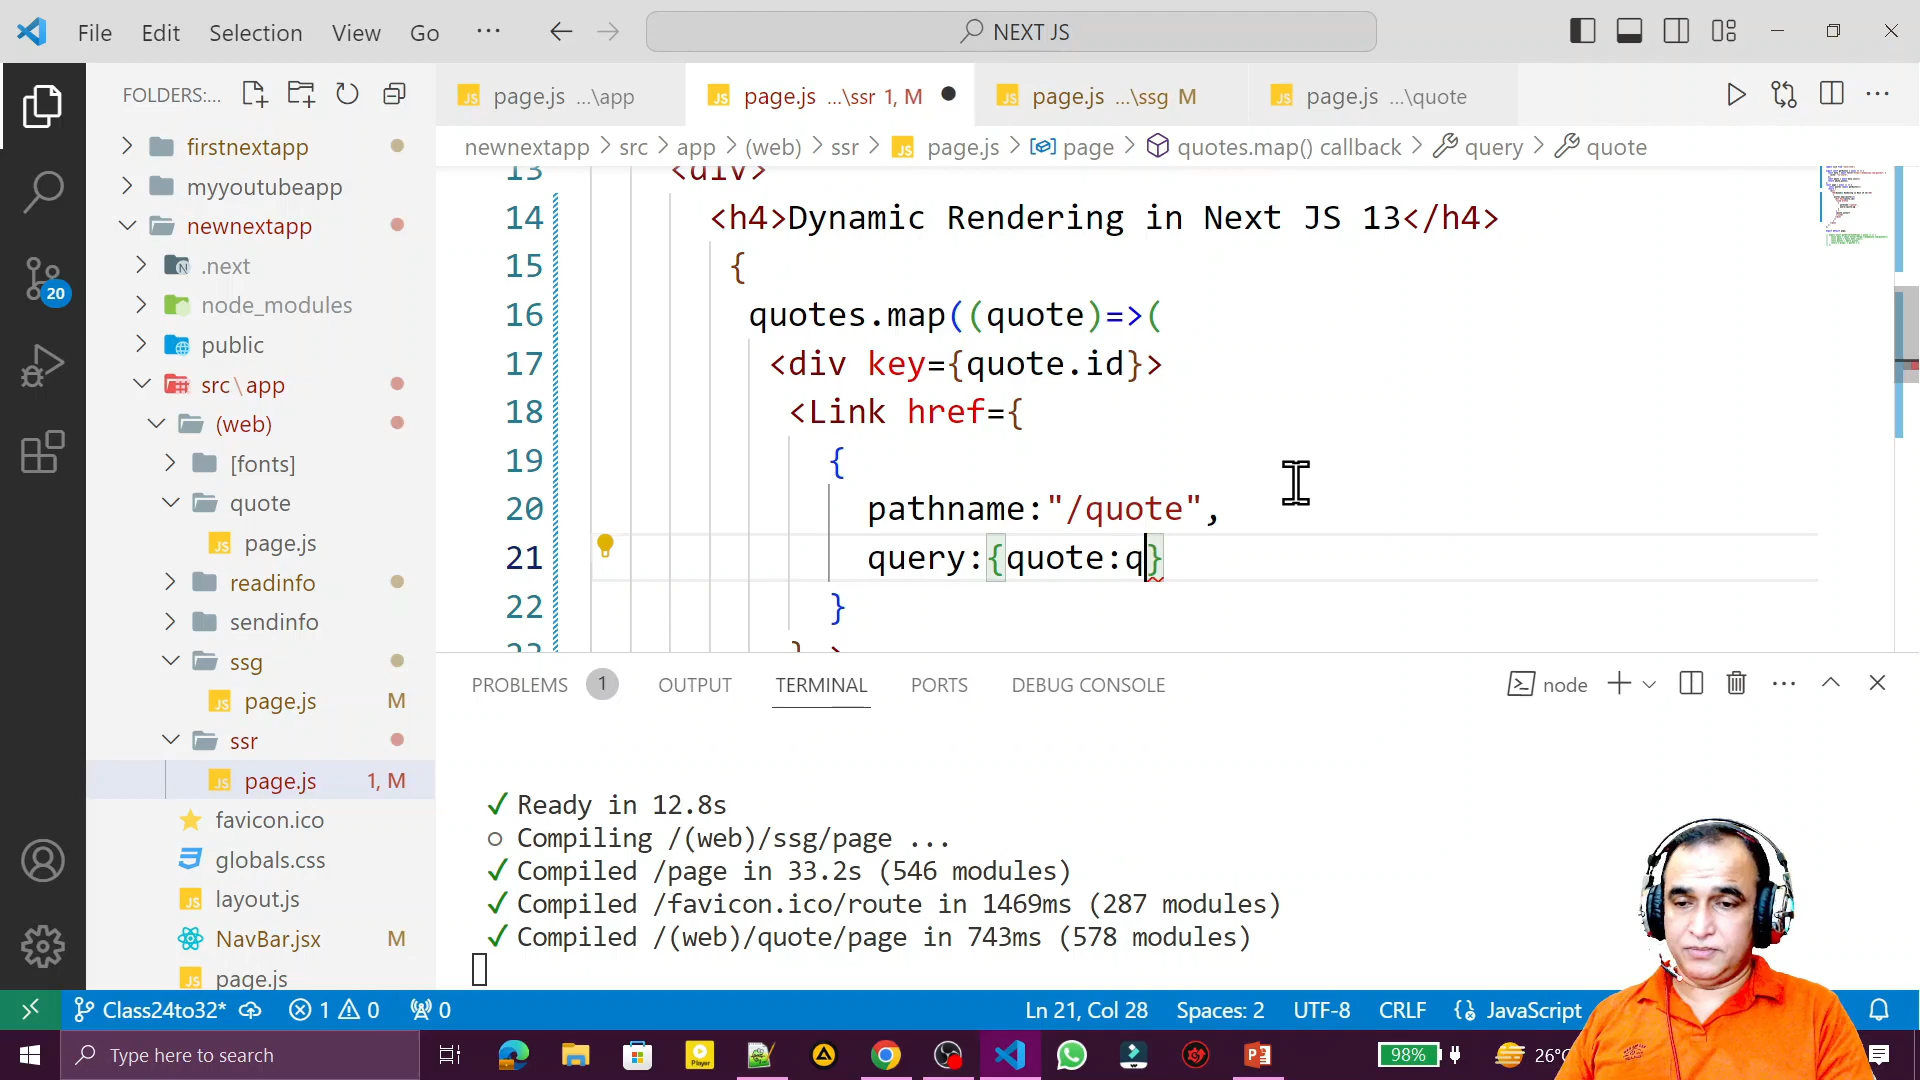 File Edit Selection View Go ... NEXT JS
FOLDERS:...
page.js ...\app page.js ...\ssr 1, M page.js ...\ssg M page.js ...\quote
newnextapp > src > app > (web) > ssr > page.js > page > quotes.map() callback > query > quote
firstnextapp
myyoutubeapp
newnextapp
.next
node_modules
public
src\app
(web)
[fonts]
quote
page.js
readinfo
sendinfo
ssg
page.js M
ssr
page.js 1, M
favicon.ico
globals.css
layout.js
NavBar.jsx M
page.js
20
13 <div>
14 <h4>Dynamic Rendering in Next JS 13</h4>
15 {
16 quotes.map((quote)=>(
17 <div key={quote.id}>
18 <Link href={
19 {
20 pathname:"/quote",
21 query:{quote:q}
22 }
23 } >
PROBLEMS 1 OUTPUT TERMINAL PORTS DEBUG CONSOLE node
✓ Ready in 12.8s
○ Compiling /(web)/ssg/page ...
✓ Compiled /page in 33.2s (546 modules)
✓ Compiled /favicon.ico/route in 1469ms (287 modules)
✓ Compiled /(web)/quote/page in 743ms (578 modules)
Class24to32* 1 0 0 Ln 21, Col 28 Spaces: 2 UTF-8 CRLF {} JavaScript
Type here to search 98% 26°C